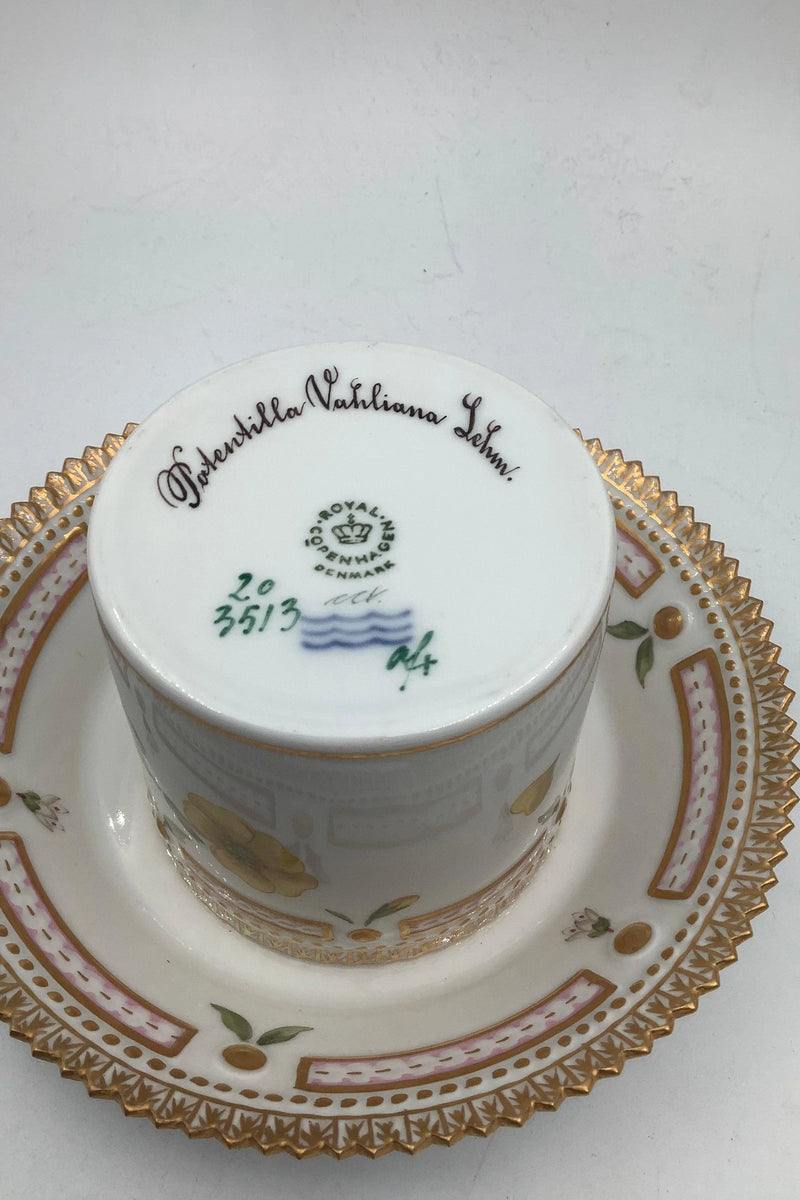 Potentilla Vahliana Lehm.
ROYAL COPENHAGEN
DENMARK
20
3513